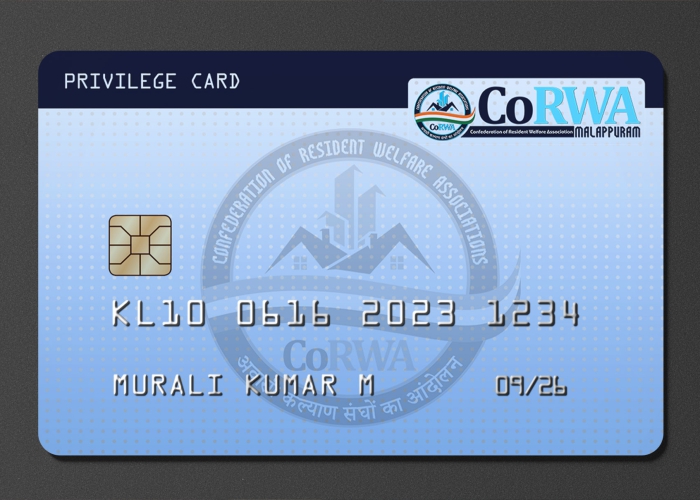 PRIVILEGE CARD
CoRWA
Confederation of Resident Welfare Association MALAPPURAM
CoRWA
CONFEDERATION OF RESIDENT WELFARE ASSOCIATIONS
KL10 0616 2023 1234
CoRWA
MURALI KUMAR M 09/26
कल्याण संघों का आंदोलन